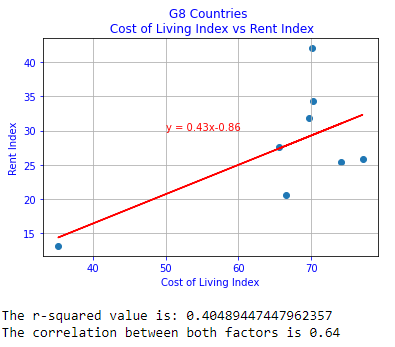 G8 Countries
Cost of Living Index vs Rent Index
40
35
30
25
20
15
Rent Index
y = 0.43x-0.86
40 50 60 70
Cost of Living Index
The r-squared value is: 0.40489447479962357
The correlation between both factors is 0.64